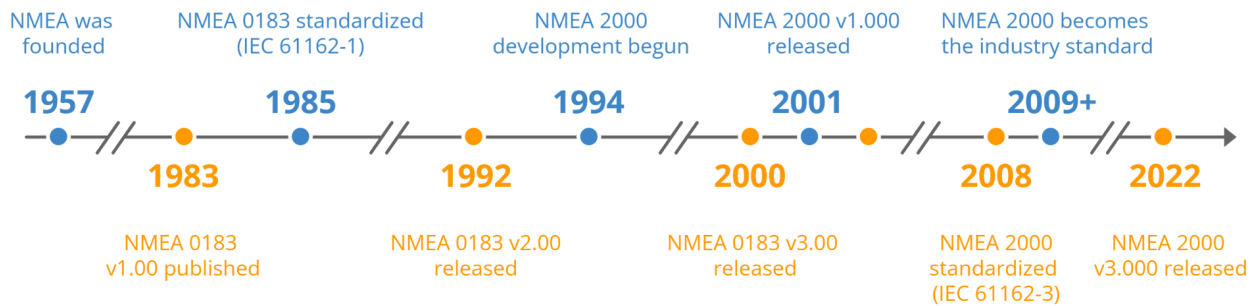 NMEA was
founded
NMEA 0183 standardized
(IEC 61162-1)
NMEA 2000
development begun
NMEA 2000 v1.000
released
NMEA 2000 becomes
the industry standard
1957
1985
1994
2001
2009+
1983
1992
2000
2008
2022
NMEA 0183
v1.00 published
NMEA 0183 v2.00
released
NMEA 0183 v3.00
released
NMEA 2000
standardized
(IEC 61162-3)
NMEA 2000
v3.000 released